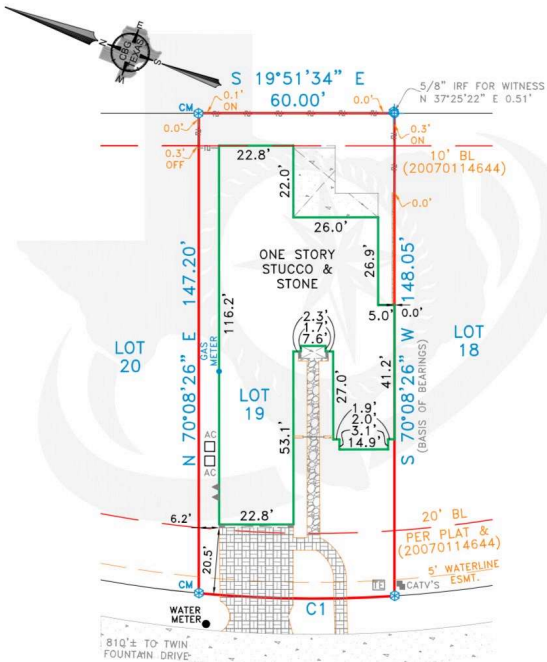 N
E
CBG
TEXAS
M
S
S 19°51'34" E
60.00'
5/8" IRF FOR WITNESS
N 37°25'22" E 0.51'
CM
0.1'
ON
0.0'
0.0'
0.3'
ON
0.3'
OFF
22.8'
10' BL
(20070114644)
22.0'
0.0'
26.0'
26.9'
ONE STORY
STUCCO &
STONE
N 70°08'26" E 147.20'
116.2'
5.0'
0.0'
S 70°08'26" W 148.05'
(BASIS OF BEARINGS)
2.3'
1.7'
7.6'
LOT
20
GAS
METER
LOT
19
LOT
18
27.0'
41.2'
53.1'
1.9'
2.0'
3.1'
14.9'
AC
AC
6.2'
22.8'
20' BL
PER PLAT &
(20070114644)
20.5'
5' WATERLINE
ESMT.
CM
TE
CATV'S
C1
WATER
METER
810'± TO TWIN
FOUNTAIN DRIVE